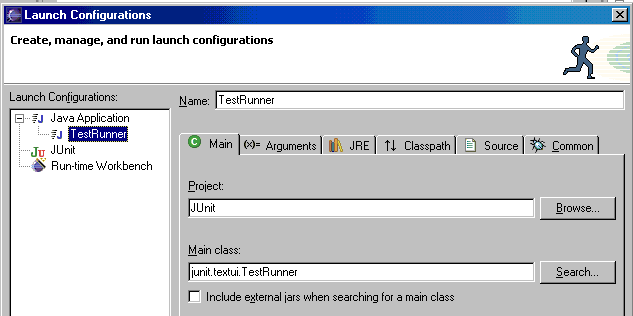 Launch Configurations
Create, manage, and run launch configurations
Launch Configurations:
Name: TestRunner
Java Application
TestRunner
JUnit
Run-time Workbench
Main (x)= Arguments JRE Classpath Source Common
Project:
JUnit Browse...
Main class:
junit.textui.TestRunner Search...
Include external jars when searching for a main class